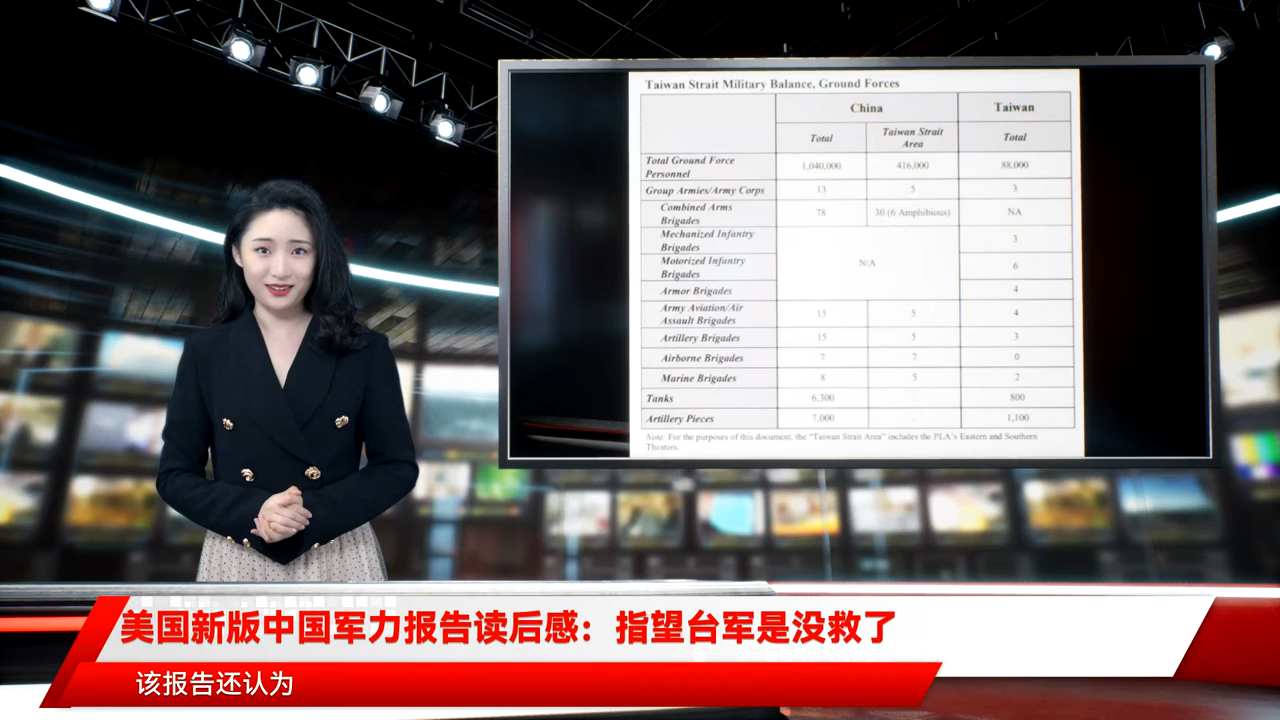 Taiwan Strait Military Balance, Ground Forces
China Taiwan
Total Taiwan Strait Area Total
Total Ground Force Personnel 1,040,000 416,000 88,000
Group Armies/Army Corps 13 5 3
Combined Arms Brigades 78 30 (6 Amphibious) NA
Mechanized Infantry Brigades 3
N/A
Motorized Infantry Brigades 6
Armor Brigades 4
Army Aviation/Air Assault Brigades 15 5 4
Artillery Brigades 15 5 3
Airborne Brigades 7 7 0
Marine Brigades 8 5 2
Tanks 6,300 800
Artillery Pieces 7,000 1,100
Note: For the purposes of this document, the "Taiwan Strait Area" includes the PLA's Eastern and Southern
Theaters.
美国新版中国军力报告读后感：指望台军是没救了
该报告还认为